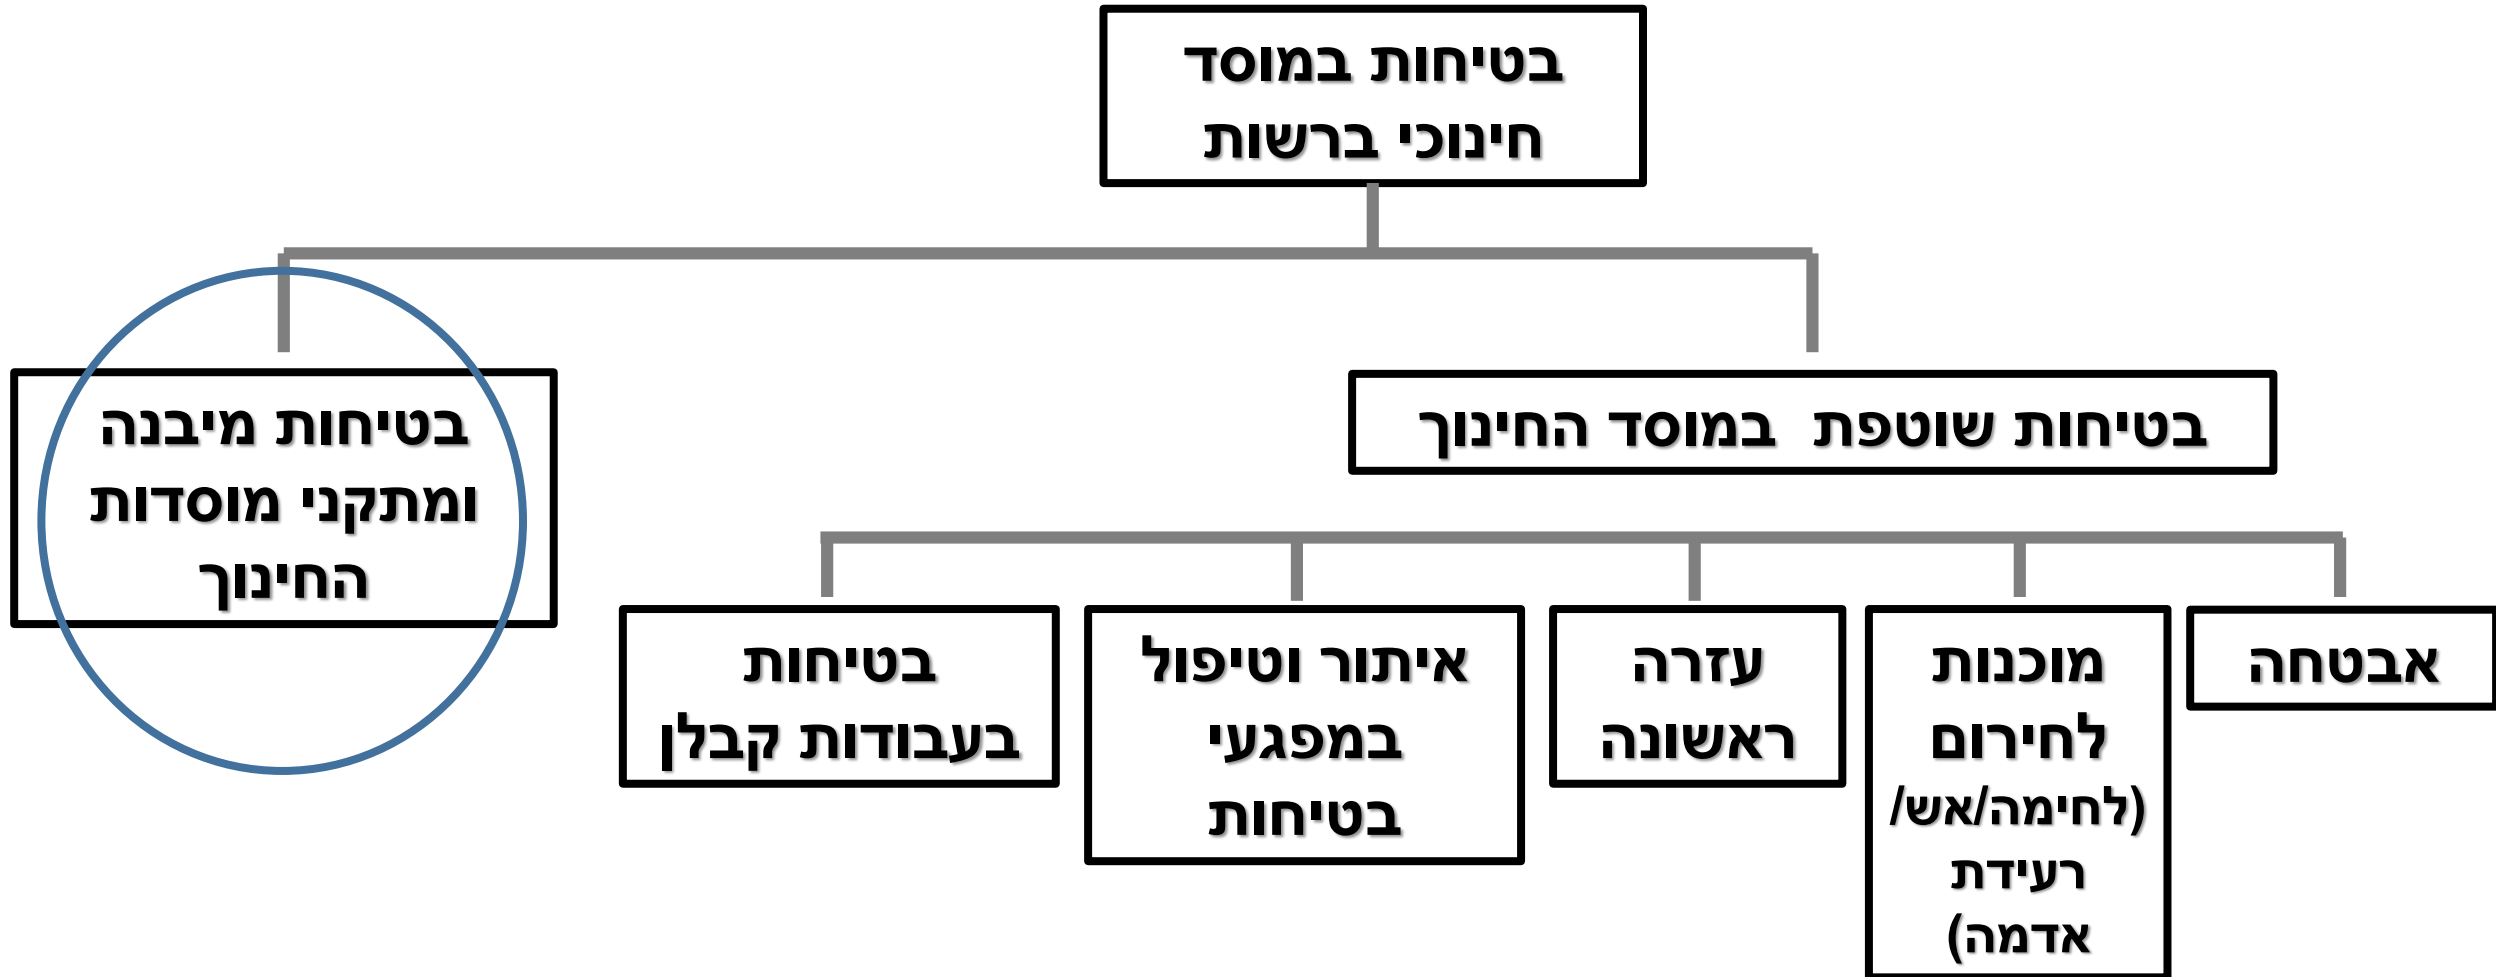 בטיחות במוסד
חינוכי ברשות
בטיחות שוטפת במוסד החינוך
בטיחות מיבנה
ומתקני מוסדות
החינוך
אבטחה
מוכנות
לחירום
(לחימה/אש/
רעידת
אדמה)
עזרה
ראשונה
איתור וטיפול
במפגעי
בטיחות
בטיחות
בעבודות קבלן